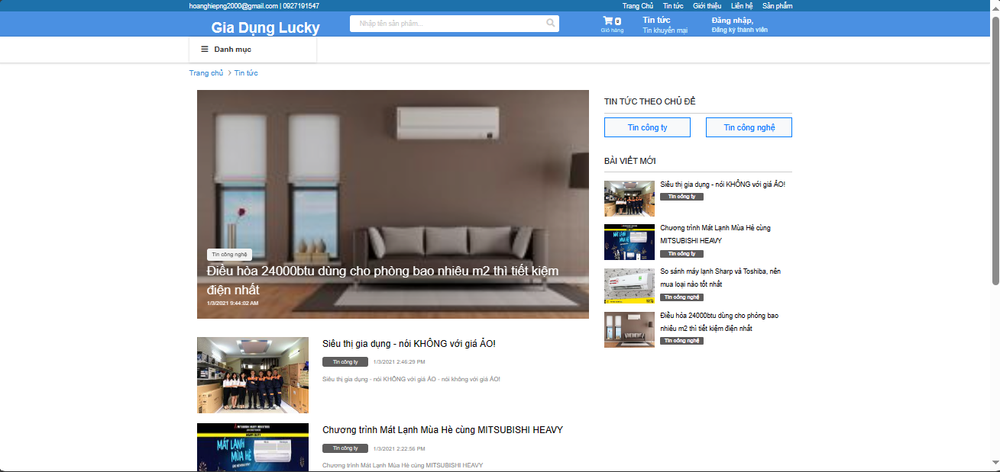 hoanghiepng2000@gmail.com | 0927191547
Trang Chủ Tin tức Giới thiệu Liên hệ Sản phẩm
Gia Dụng Lucky
Nhập tên sản phẩm...
0
Giỏ hàng
Tin tức
Tin khuyến mại
Đăng nhập,
Đăng ký thành viên
Danh mục
Trang chủ > Tin tức
Tin công nghệ
Điều hòa 24000btu dùng cho phòng bao nhiêu m2 thì tiết kiệm
điện nhất
1/3/2021 9:44:02 AM
Siêu thị gia dụng - nói KHÔNG với giá ẢO!
Tin công ty 1/3/2021 2:46:29 PM
Siêu thị gia dụng - nói KHÔNG với giá ẢO - nói không với giá ẢO!
MITSUBISHI HEAVY INDUSTRIES
HAPPY DUTY
MÁT LẠNH
MÙA HÈ
Chương trình Mát Lạnh Mùa Hè cùng MITSUBISHI HEAVY
Tin công ty 1/3/2021 2:22:56 PM
Chương trình Mát Lạnh Mùa Hè cùng MITSUBISHI HEAVY
TIN TỨC THEO CHỦ ĐỀ
Tin công ty Tin công nghệ
BÀI VIẾT MỚI
Siêu thị gia dụng - nói KHÔNG với giá ẢO!
Tin công ty
MÁT LẠNH
MÙA HÈ
Chương trình Mát Lạnh Mùa Hè cùng
MITSUBISHI HEAVY
Tin công ty
So sánh máy lạnh Sharp và Toshiba, nên
mua loại nào tốt nhất
Tin công nghệ
Điều hòa 24000btu dùng cho phòng bao
nhiêu m2 thì tiết kiệm điện nhất
Tin công nghệ